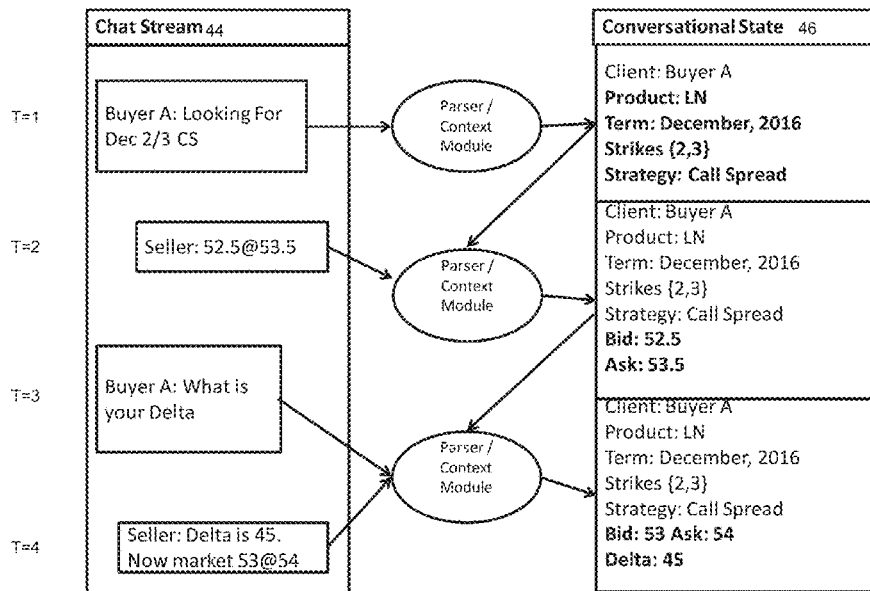 Chat Stream 44
Conversational State 46
T=1
Buyer A: Looking For
Dec 2/3 CS
Parser /
Context
Module
Client: Buyer A
Product: LN
Term: December, 2016
Strikes {2,3}
Strategy: Call Spread
T=2
Seller: 52.5@53.5
Parser /
Context
Module
Client: Buyer A
Product: LN
Term: December, 2016
Strikes {2,3}
Strategy: Call Spread
Bid: 52.5
Ask: 53.5
T=3
Buyer A: What is
your Delta
Parser /
Context
Module
Client: Buyer A
Product: LN
Term: December, 2016
Strikes {2,3}
Strategy: Call Spread
Bid: 53 Ask: 54
Delta: 45
T=4
Seller: Delta is 45.
Now market 53@54